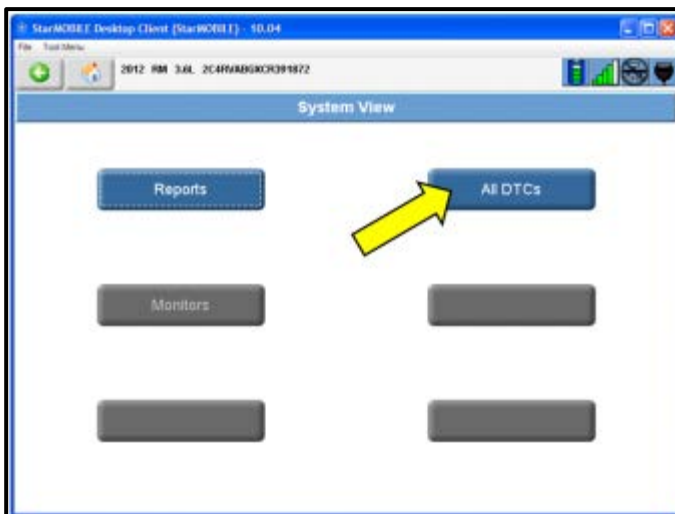 StarMOBILE Desktop Client (StarMOBILE) - 10.04
File Tool Menu
2012 RM 3.6L 2C4RVABGXCR391872
System View
Reports
All DTCs
Monitors